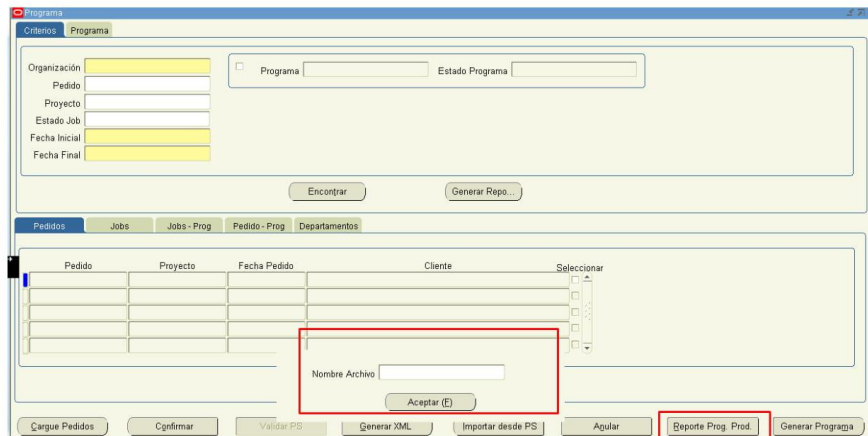 Programa
Criterios Programa
Organización
Programa Estado Programa
Pedido
Proyecto
Estado Job
Fecha Inicial
Fecha Final
Encontrar Generar Repo...
Pedidos Jobs Jobs - Prog Pedido - Prog Departamentos
Pedido Proyecto Fecha Pedido Cliente Seleccionar
Nombre Archivo
Aceptar (F)
Cargue Pedidos Confirmar Validar PS Generar XML Importar desde PS Anular Reporte Prog. Prod. Generar Programa